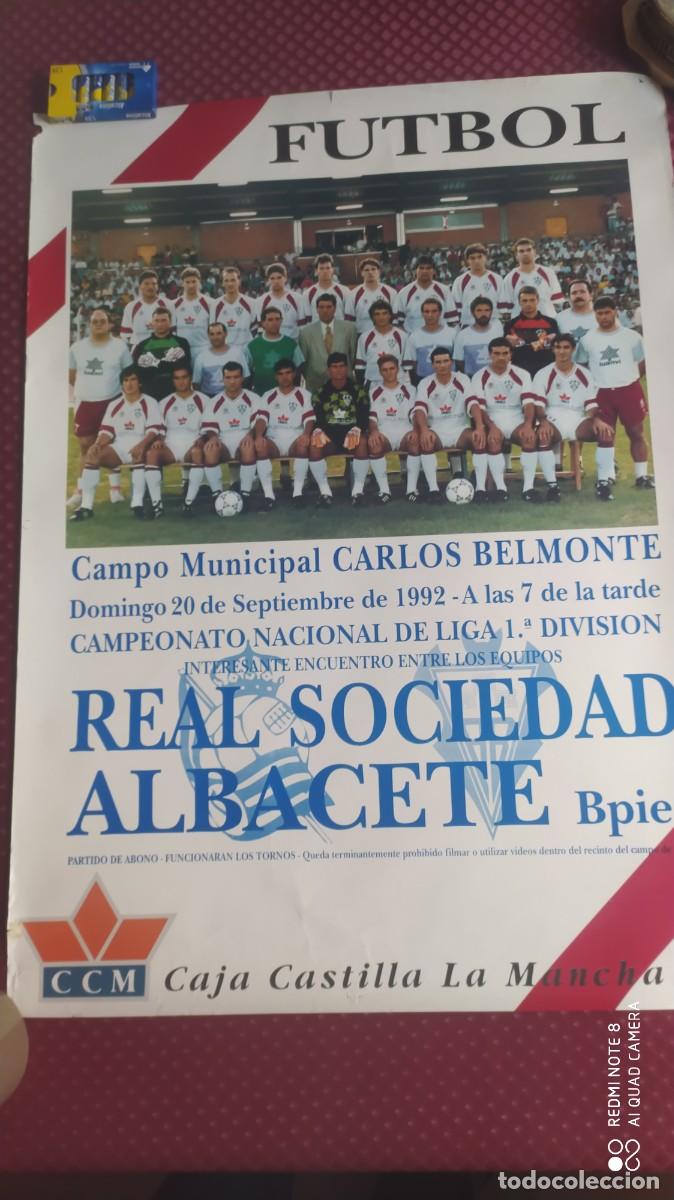 FUTBOL
Campo Municipal CARLOS BELMONTE
Domingo 20 de Septiembre de 1992 - A las 7 de la tarde
CAMPEONATO NACIONAL DE LIGA 1.ª DIVISION
INTERESANTE ENCUENTRO ENTRE LOS EQUIPOS
REAL SOCIEDAD
ALBACETE Bpie
PARTIDO DE ABONO - FUNCIONARAN LOS TORNOS - Queda terminantemente prohibido filmar o utilizar videos dentro del recinto del campo de
CCM Caja Castilla La Mancha
REDMI NOTE 8
AI QUAD CAMERA
todocoleccion